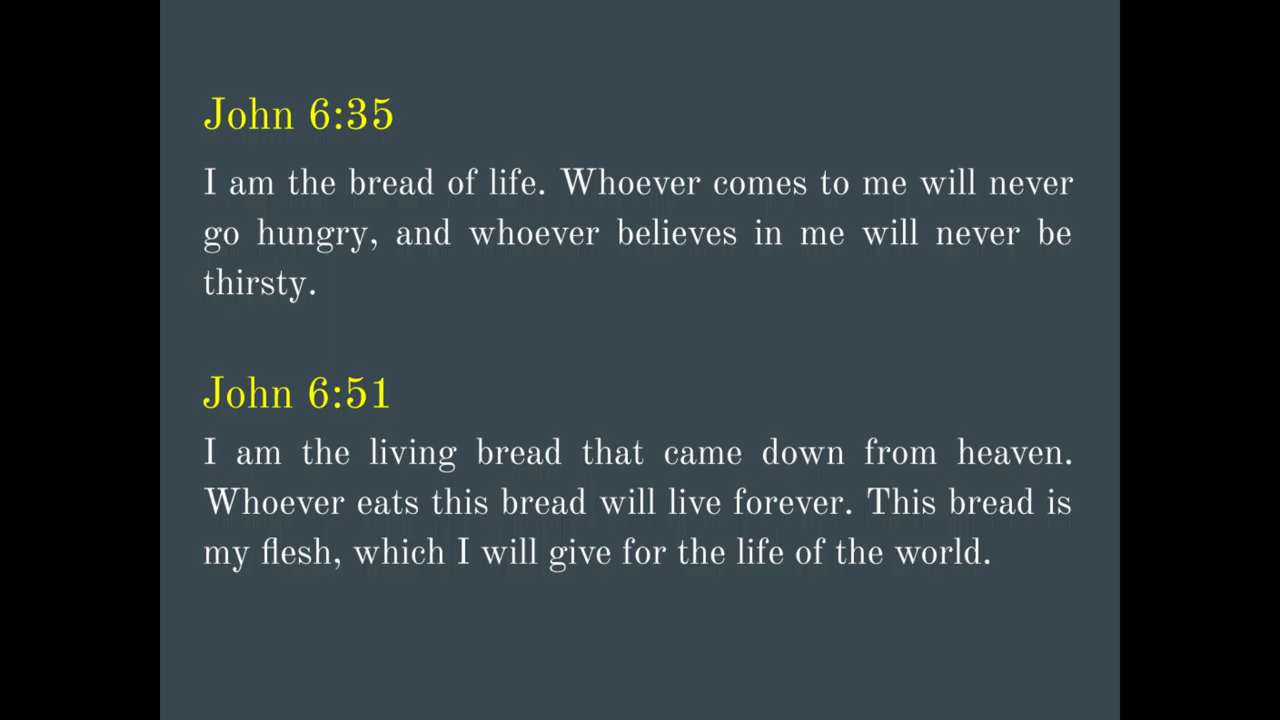 John 6:35
I am the bread of life. Whoever comes to me will never
go hungry, and whoever believes in me will never be
thirsty.
John 6:51
I am the living bread that came down from heaven.
Whoever eats this bread will live forever. This bread is
my flesh, which I will give for the life of the world.